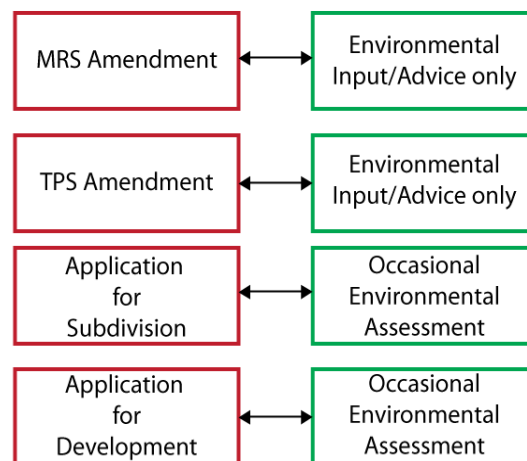 MRS Amendment
Environmental
Input/Advice only
TPS Amendment
Environmental
Input/Advice only
Application
for
Subdivision
Occasional
Environmental
Assessment
Application
for
Development
Occasional
Environmental
Assessment